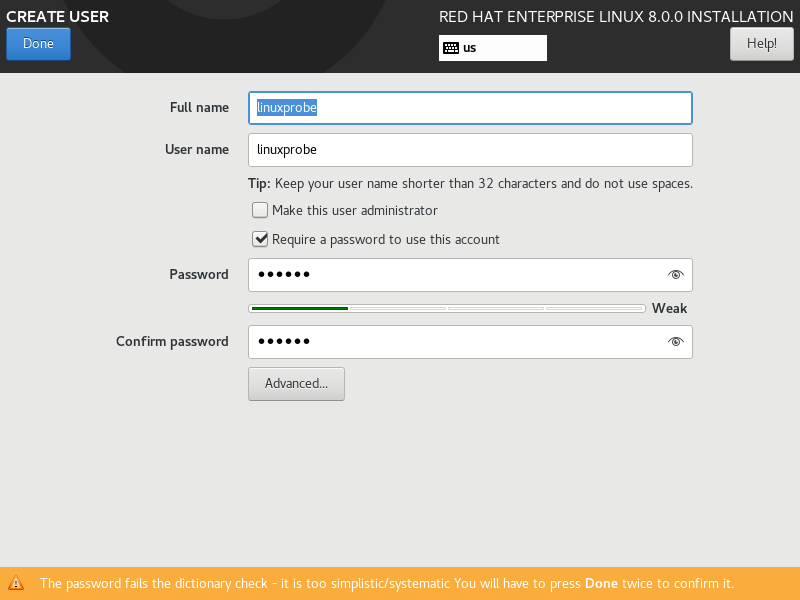 CREATE USER
RED HAT ENTERPRISE LINUX 8.0.0 INSTALLATION
Done
us
Help!
Full name
linuxprobe
User name
linuxprobe
Tip: Keep your user name shorter than 32 characters and do not use spaces.
Make this user administrator
Require a password to use this account
Password
●●●●●●
Weak
Confirm password
●●●●●●
Advanced...
The password fails the dictionary check - it is too simplistic/systematic You will have to press Done twice to confirm it.